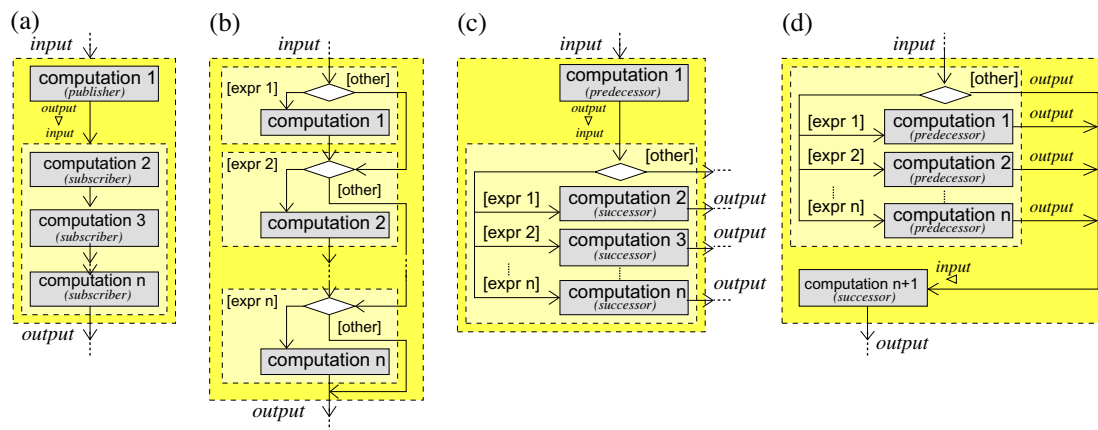 (a)
input
computation 1
(publisher)
output
input
computation 2
(subscriber)
computation 3
(subscriber)
computation n
(subscriber)
output
(b)
input
[other]
[expr 1]
computation 1
[expr 2]
[other]
computation 2
[expr n]
[other]
computation n
output
(c)
input
computation 1
(predecessor)
output
input
[other]
[expr 1]
computation 2
(successor)
output
[expr 2]
computation 3
(successor)
output
[expr n]
computation n
(successor)
output
(d)
input
[other]
output
[expr 1]
computation 1
(predecessor)
output
[expr 2]
computation 2
(predecessor)
output
[expr n]
computation n
(predecessor)
output
input
computation n+1
(successor)
output